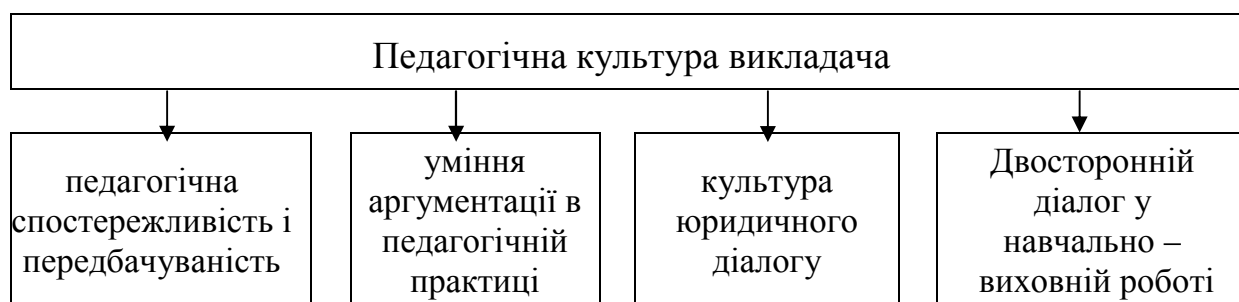 Педагогічна культура викладача
педагогічна
спостережливість і
передбачуваність
уміння
аргументації в
педагогічній
практиці
культура
юридичного
діалогу
Двосторонній
діалог у
навчально –
виховній роботі